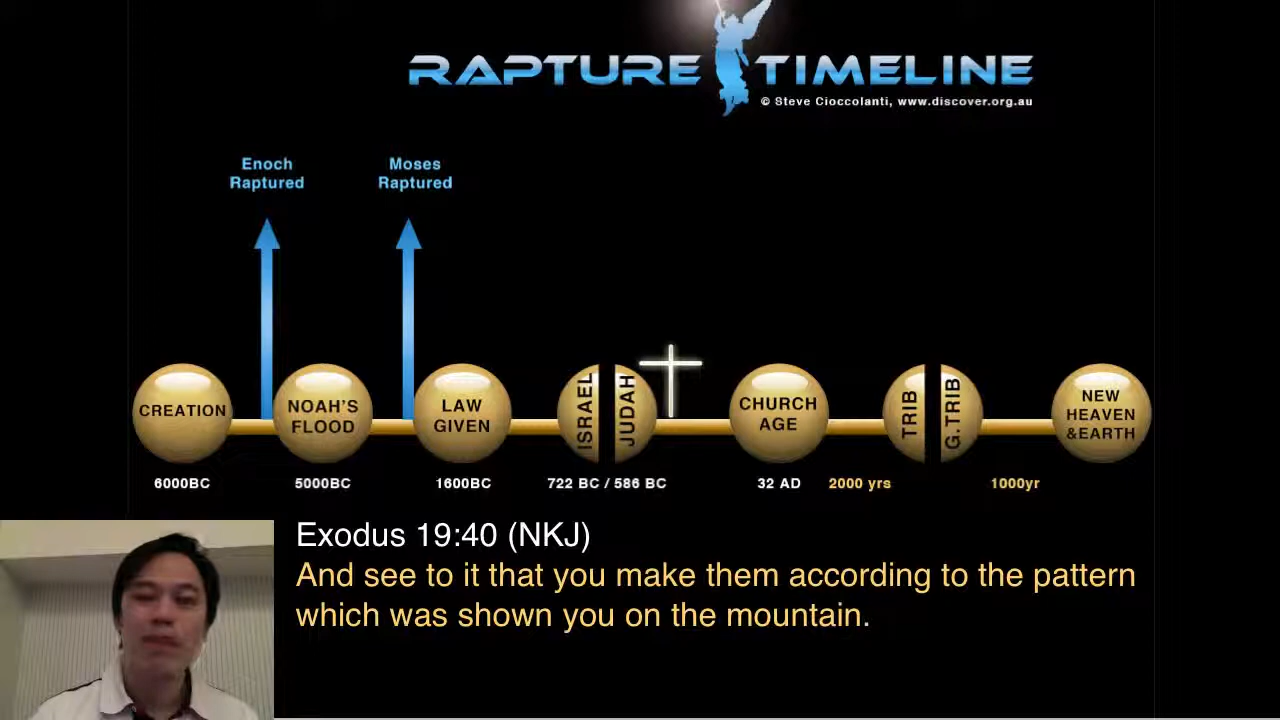 RAPTURE TIMELINE
© Steve Cioccolanti, www.discover.org.au
Enoch
Raptured
Moses
Raptured
CREATION
NOAH'S
FLOOD
LAW
GIVEN
ISRAEL
JUDAH
CHURCH
AGE
TRIB
G.TRIB
NEW
HEAVEN
&EARTH
6000BC
5000BC
1600BC
722 BC / 586 BC
32 AD
2000 yrs
1000yr
Exodus 19:40 (NKJ)
And see to it that you make them according to the pattern
which was shown you on the mountain.